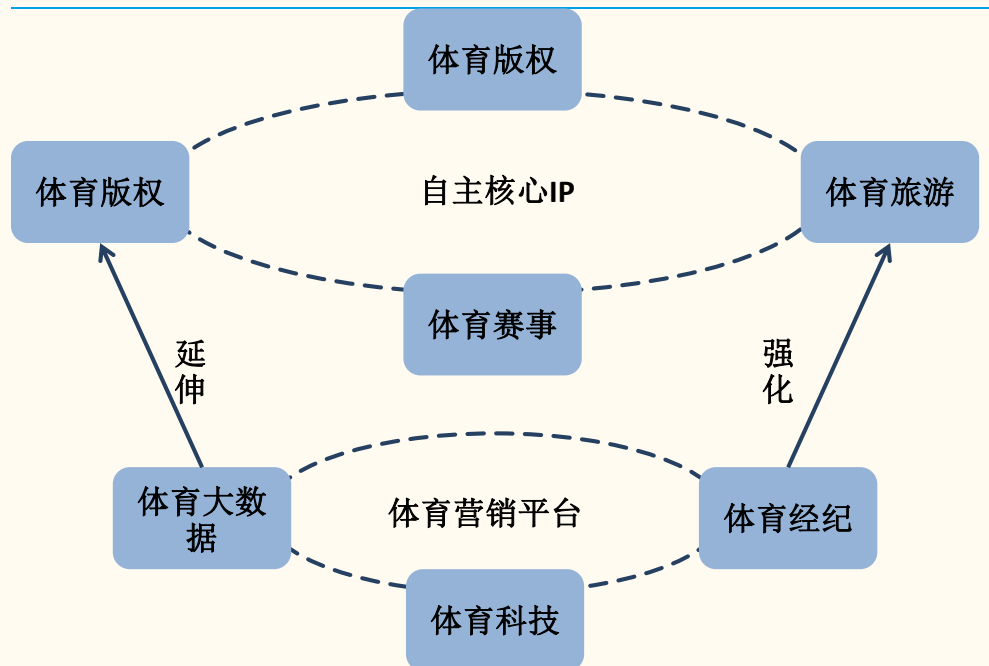 体育版权
体育版权
自主核心IP
体育旅游
体育赛事
延
伸
强
化
体育大数
据
体育营销平台
体育经纪
体育科技